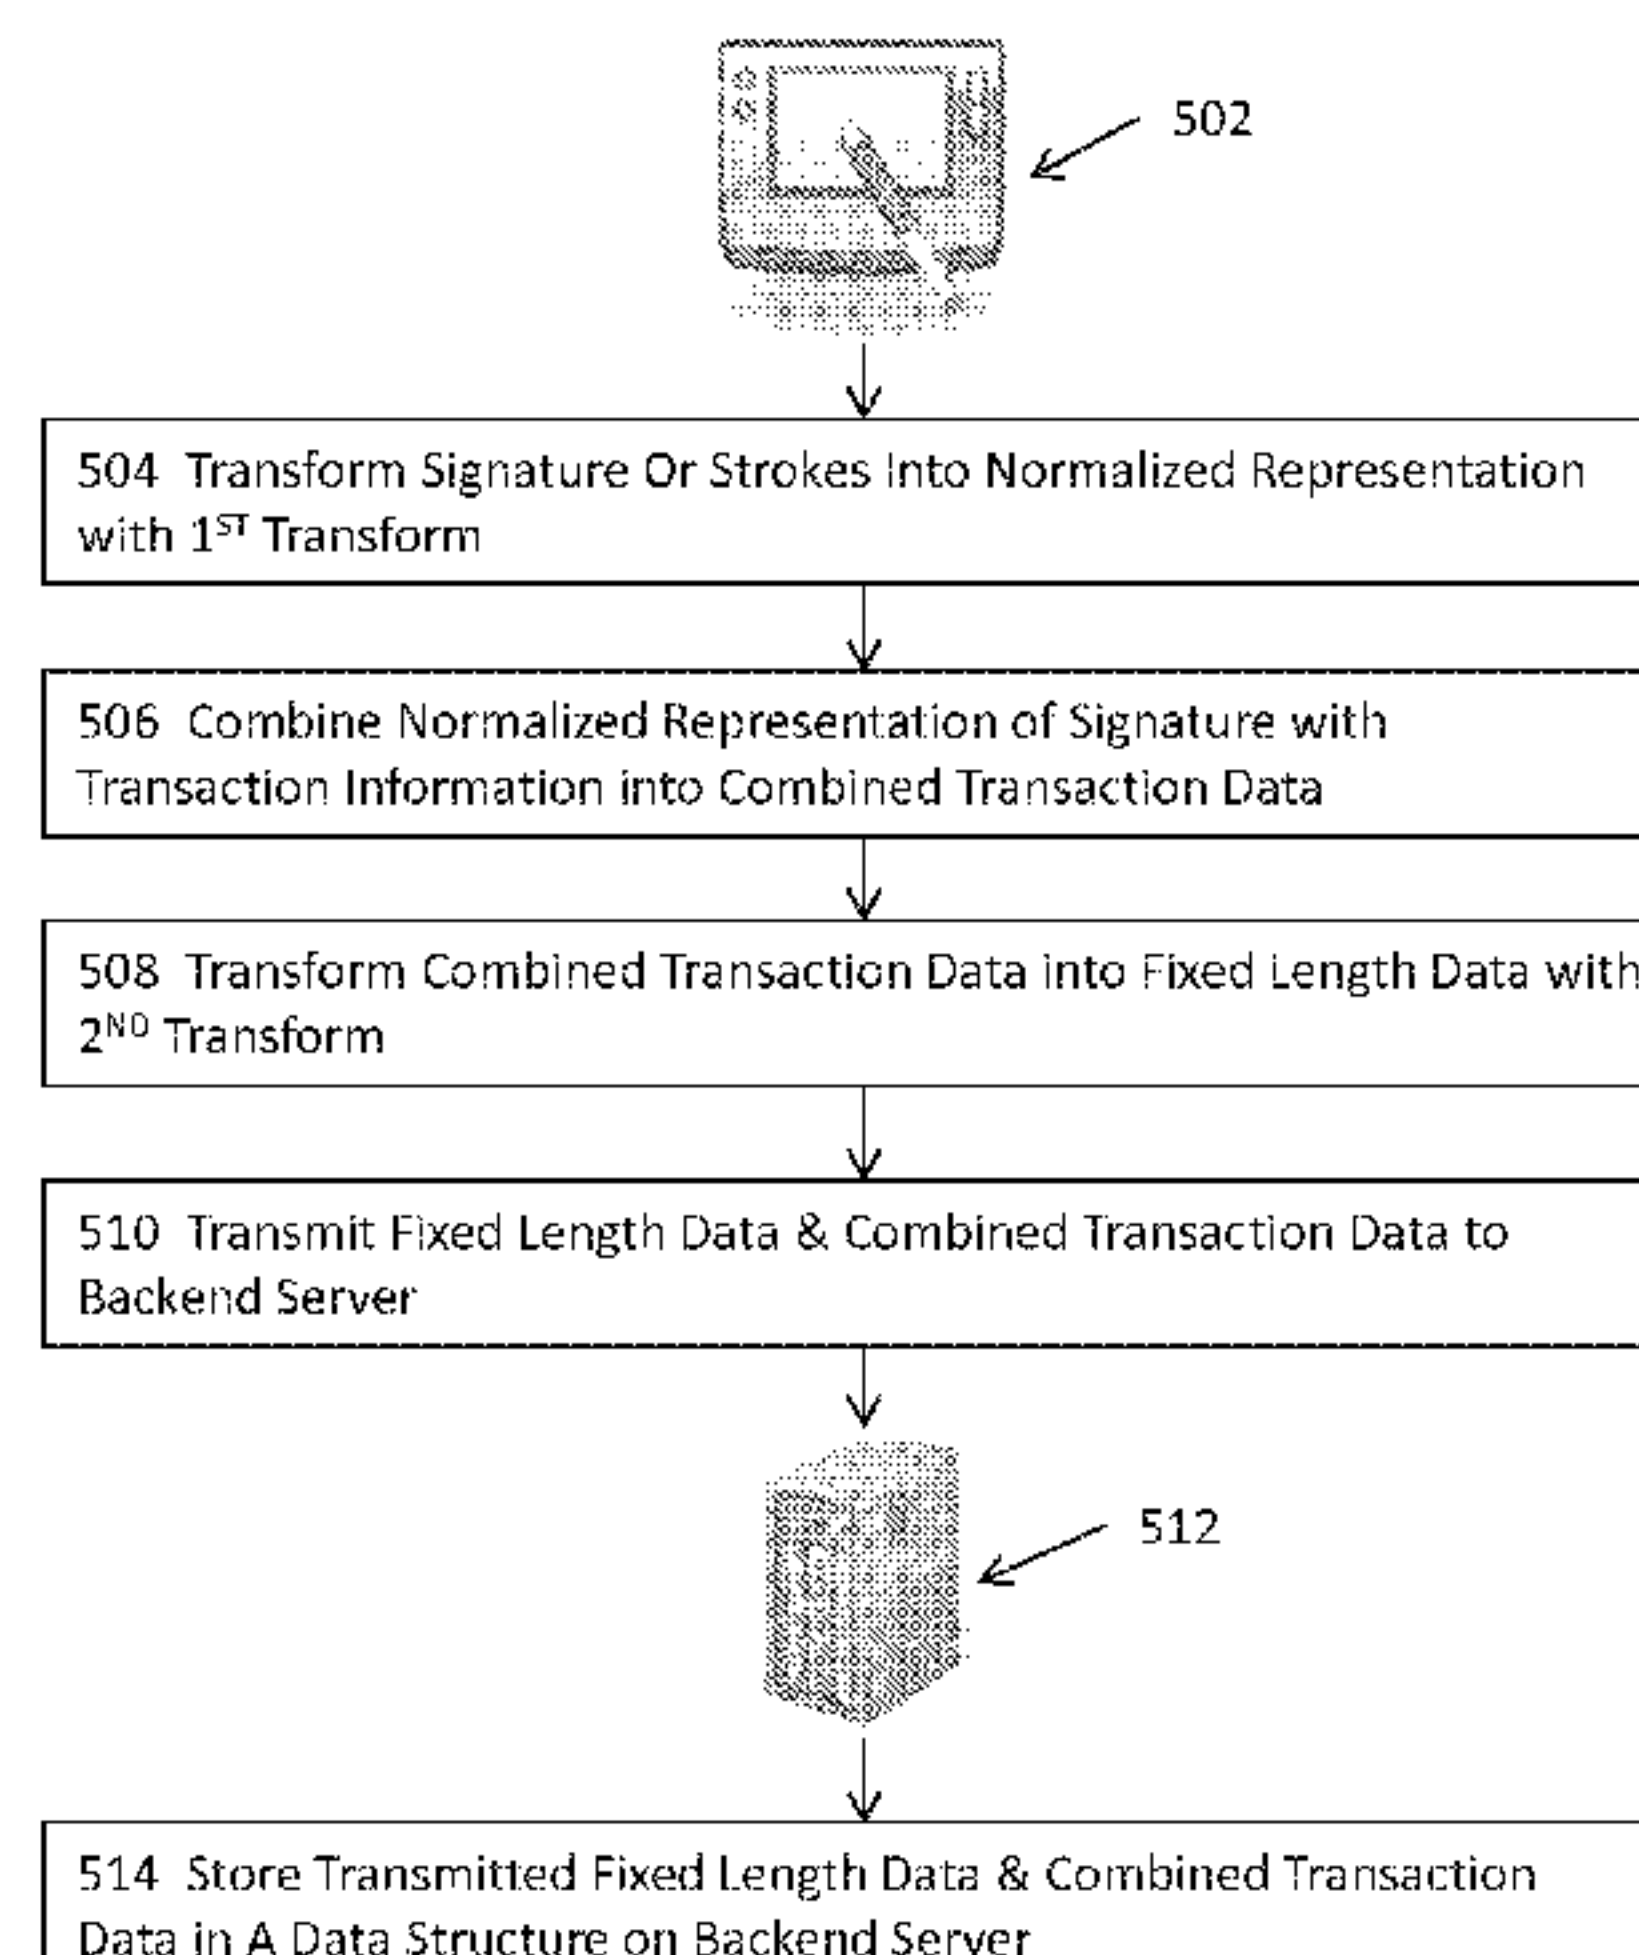 502
504 Transform Signature Or Strokes Into Normalized Representation
with 1ST Transform
506 Combine Normalized Representation of Signature with
Transaction Information into Combined Transaction Data
508 Transform Combined Transaction Data into Fixed Length Data with
2ND Transform
510 Transmit Fixed Length Data & Combined Transaction Data to
Backend Server
512
514 Store Transmitted Fixed Length Data & Combined Transaction
Data in A Data Structure on Backend Server